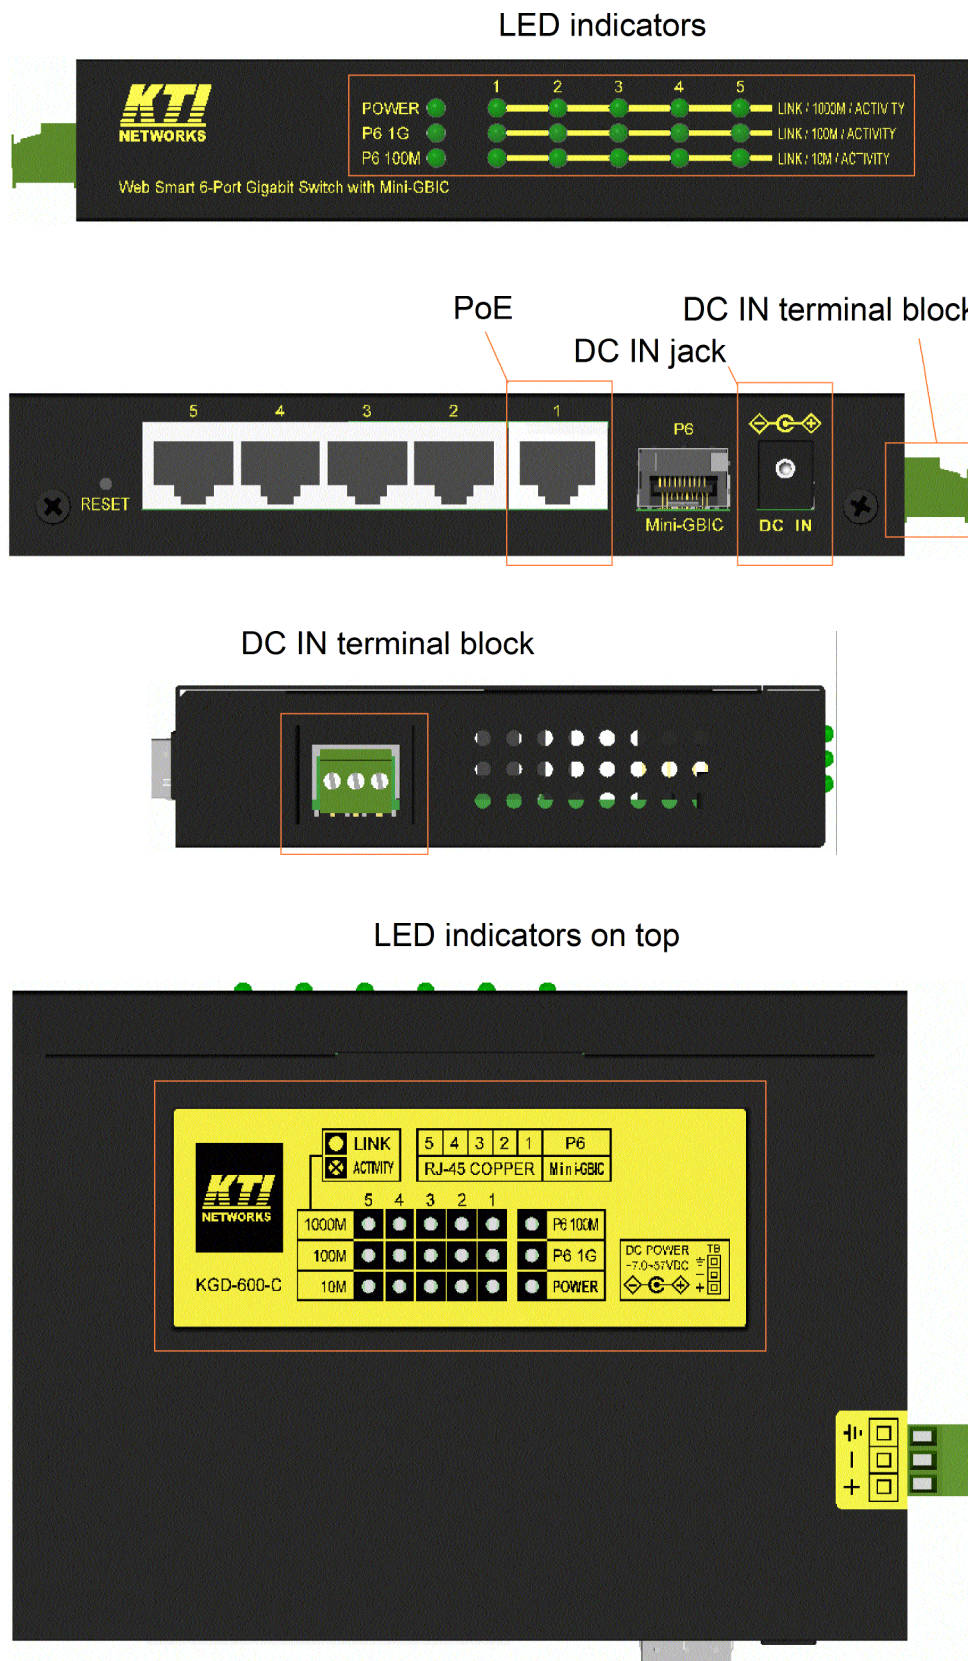 LED indicators
1 2 3 4 5
KTI
NETWORKS
POWER
LINK / 1000M / ACTIVITY
P6 1G
LINK / 100M / ACTIVITY
P6 100M
LINK / 10M / ACTIVITY
Web Smart 6-Port Gigabit Switch with Mini-GBIC
PoE
DC IN terminal block
DC IN jack
5 4 3 2 1
P6
RESET
Mini-GBIC
DC IN
DC IN terminal block
LED indicators on top
LINK
5 4 3 2 1 P6
ACTIVITY
RJ-45 COPPER Mini-GBIC
KTI
NETWORKS
5 4 3 2 1
1000M
P6 100M
100M
P6 1G
DC POWER TB
+7.0~57VDC
KGD-600-C
10M
POWER
− +
−
+
−
+